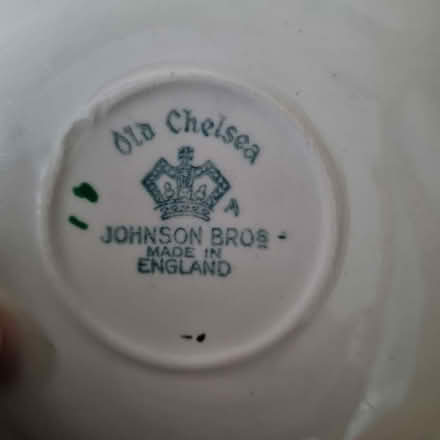 Old Chelsea
A
JOHNSON BROS
MADE IN
ENGLAND